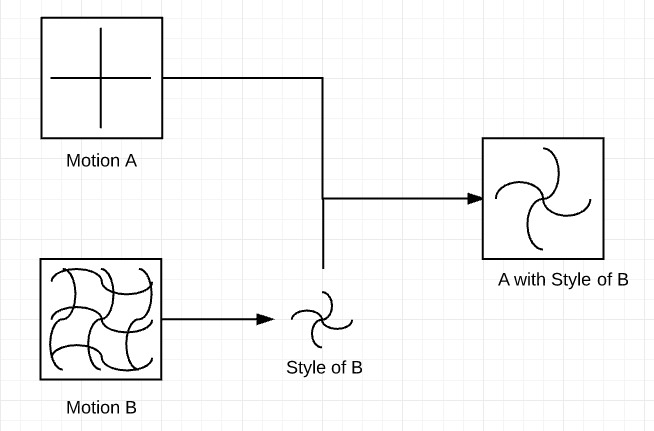 Motion A
A with Style of B
Style of B
Motion B